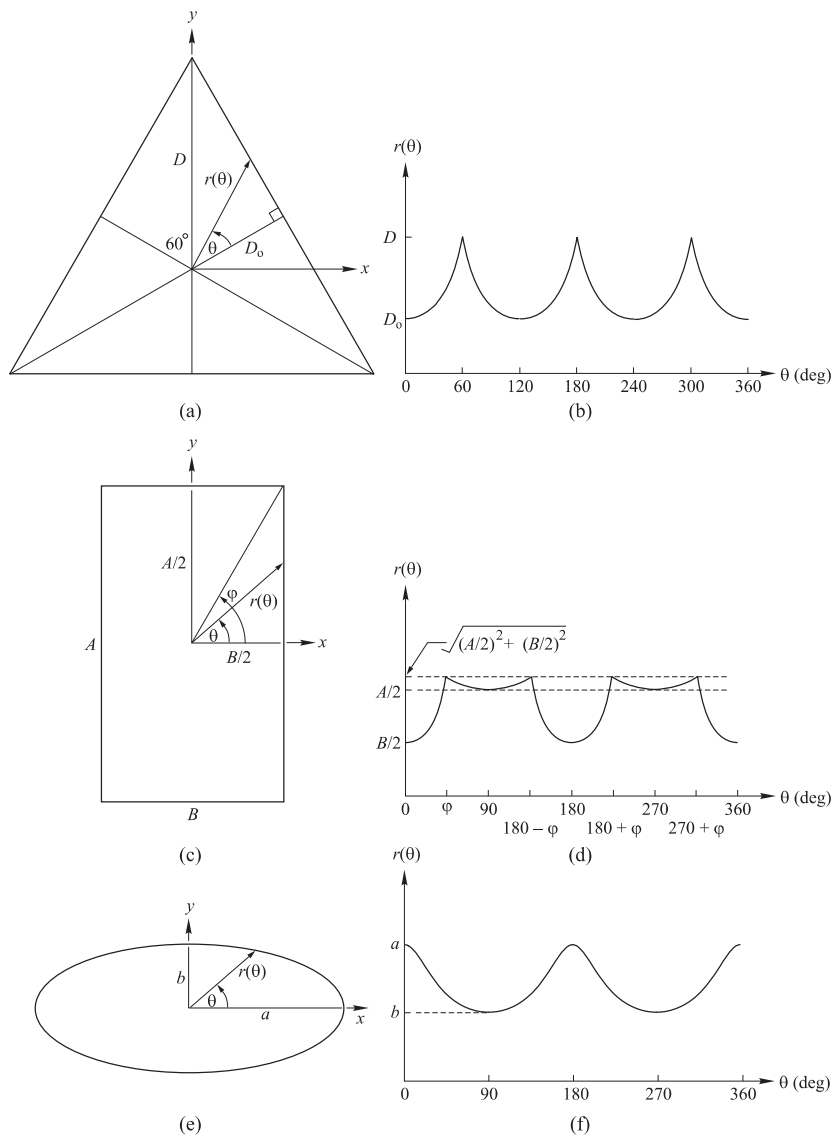 y
D
r(θ)
60°
θ
D₀
x
(a)
r(θ)
D
D₀
0 60 120 180 240 300 360 θ (deg)
(b)
y
A/2
φ
r(θ)
θ
x
B/2
A
B
(c)
r(θ)
√(A/2)² + (B/2)²
A/2
B/2
0 φ 90 180 270 360 θ (deg)
180 – φ 180 + φ 270 + φ
(d)
y
b
r(θ)
θ
a
x
(e)
r(θ)
a
b
0 90 180 270 360 θ (deg)
(f)